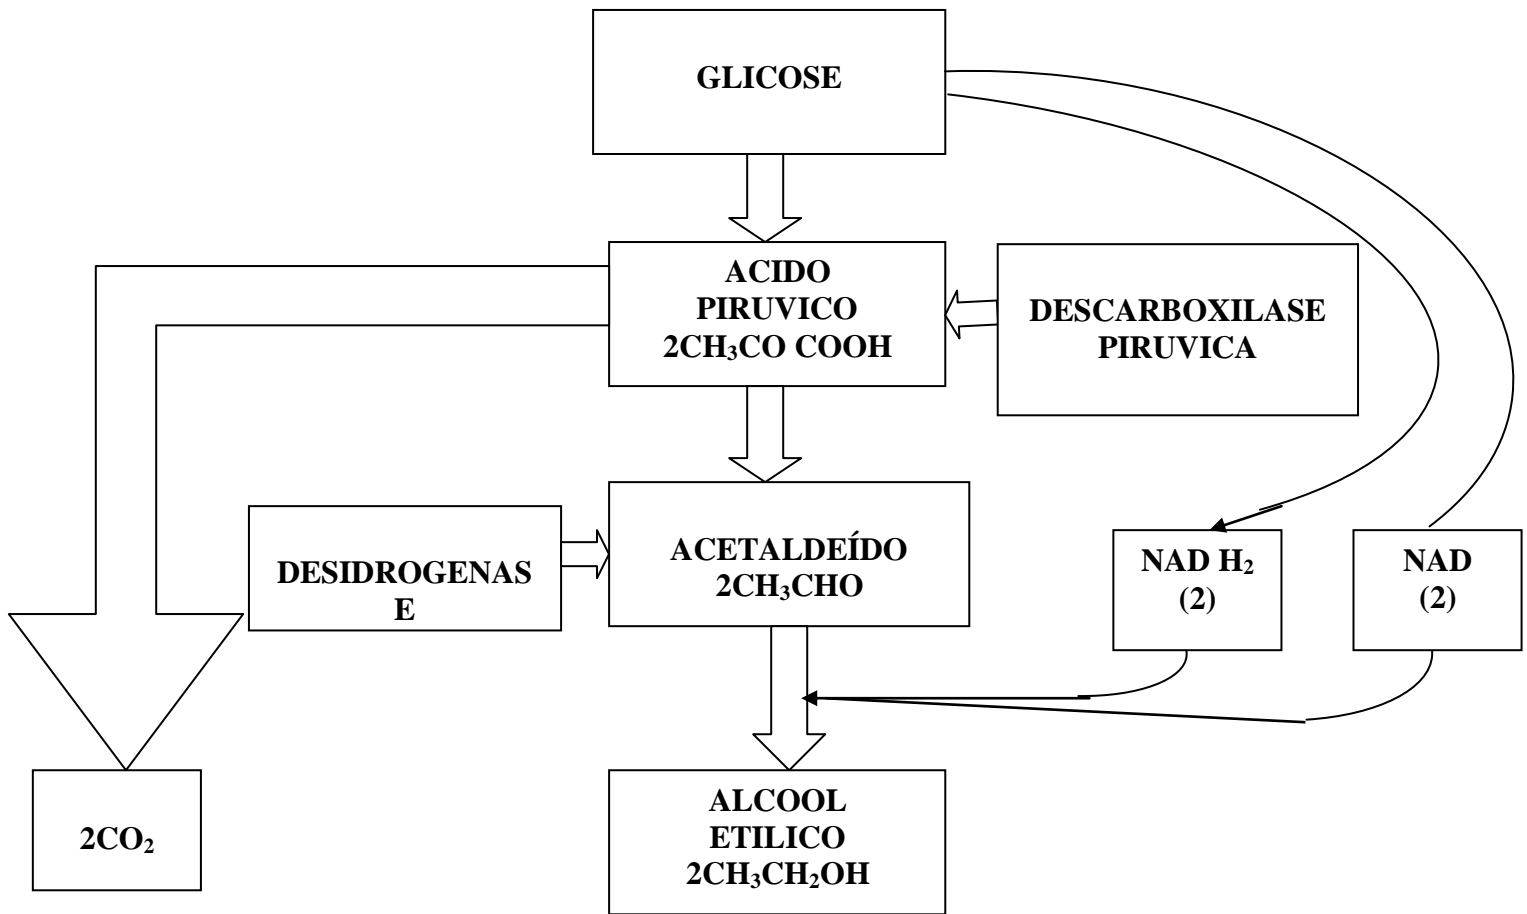 GLICOSE
ACIDO
PIRUVICO
2CH₃CO COOH
DESCARBOXILASE
PIRUVICA
DESIDROGENAS
E
ACETALDEÍDO
2CH₃CHO
NAD H₂
(2)
NAD
(2)
2CO₂
ALCOOL
ETILICO
2CH₃CH₂OH